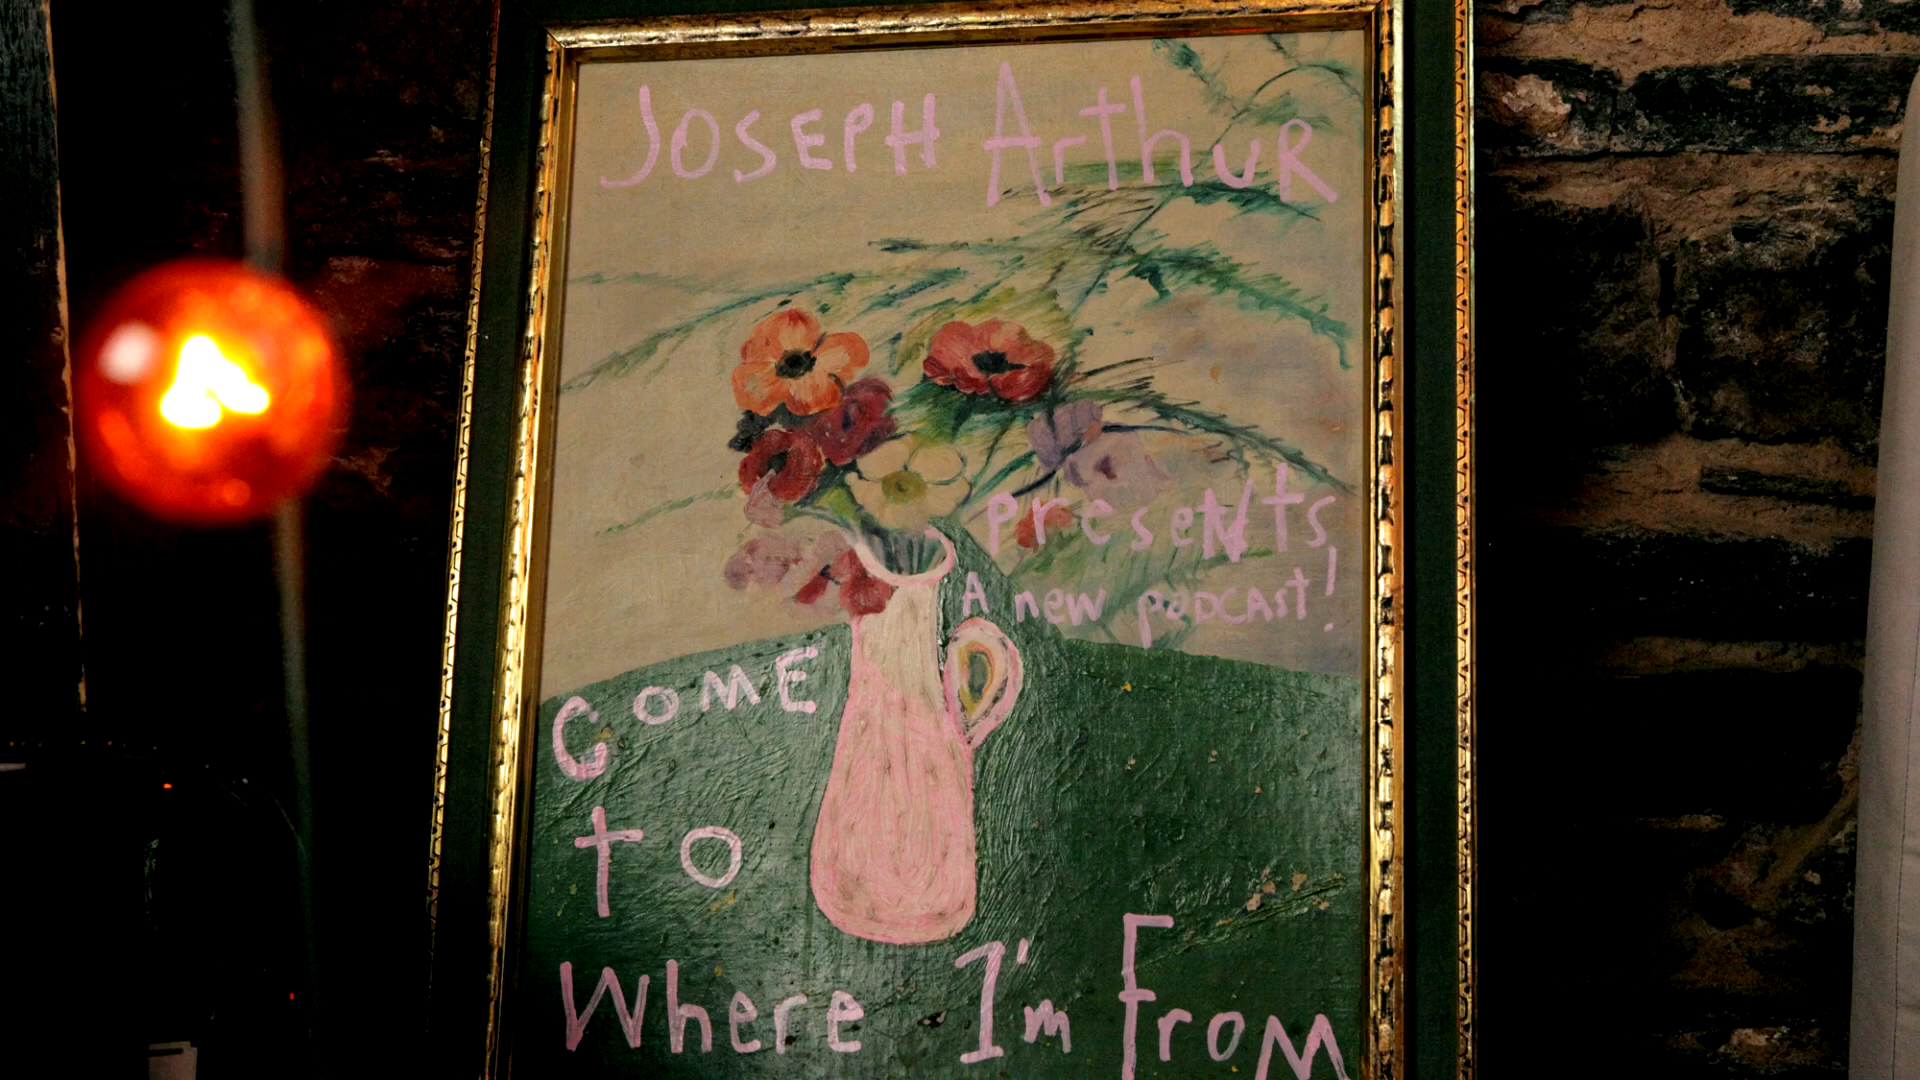 JOSEPH ArthuR
preseNts
A new podcast!
COME
to
Where I'm From